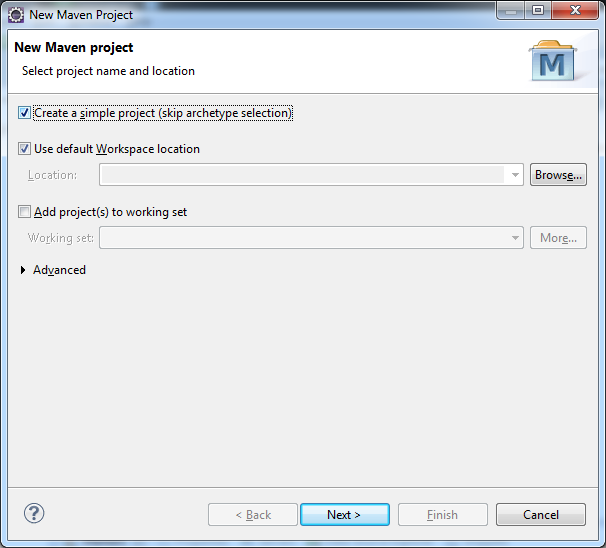 New Maven Project
New Maven project
Select project name and location
M
Create a simple project (skip archetype selection)
Use default Workspace location
Location:
Browse...
Add project(s) to working set
Working set:
More...
Advanced
?
< Back
Next >
Finish
Cancel